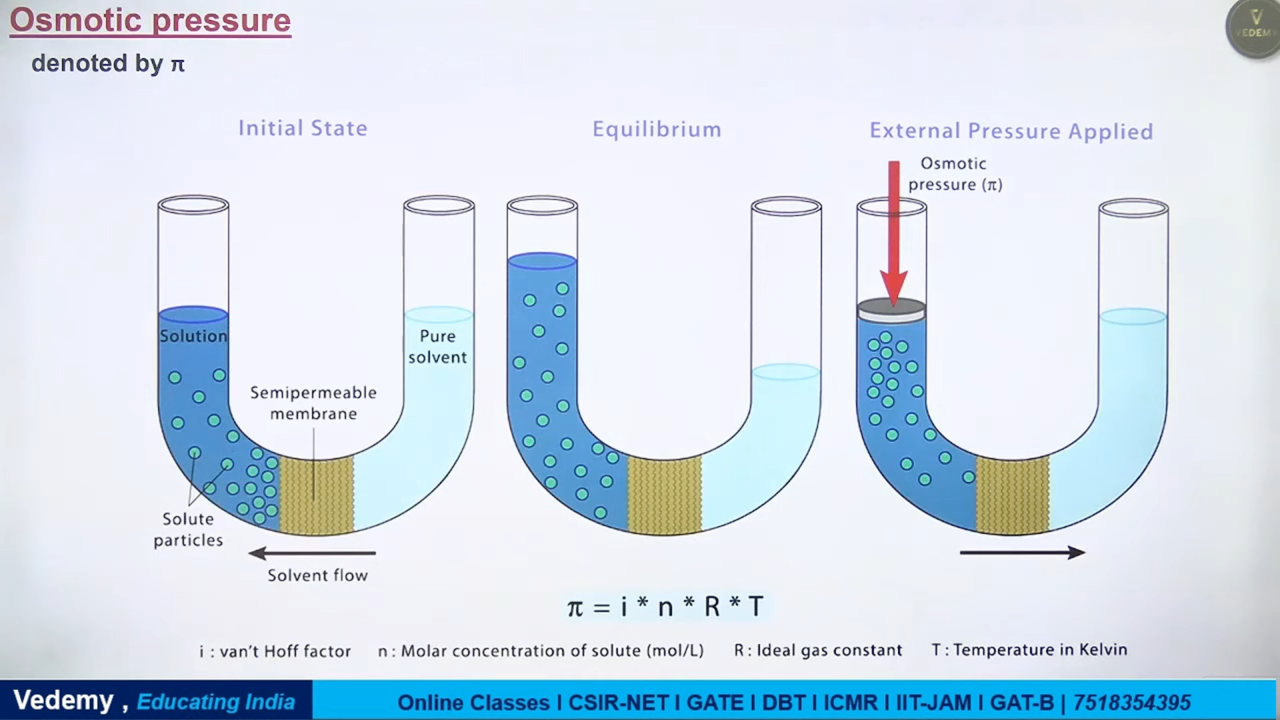 Osmotic pressure
denoted by π
VEDEMY
Initial State
Equilibrium
External Pressure Applied
Osmotic
pressure (π)
Solution
Pure
solvent
Semipermeable
membrane
Solute
particles
Solvent flow
π = i * n * R * T
i : van't Hoff factor n : Molar concentration of solute (mol/L) R : Ideal gas constant T : Temperature in Kelvin
Vedemy , Educating India
Online Classes I CSIR-NET I GATE I DBT I ICMR I IIT-JAM I GAT-B | 7518354395